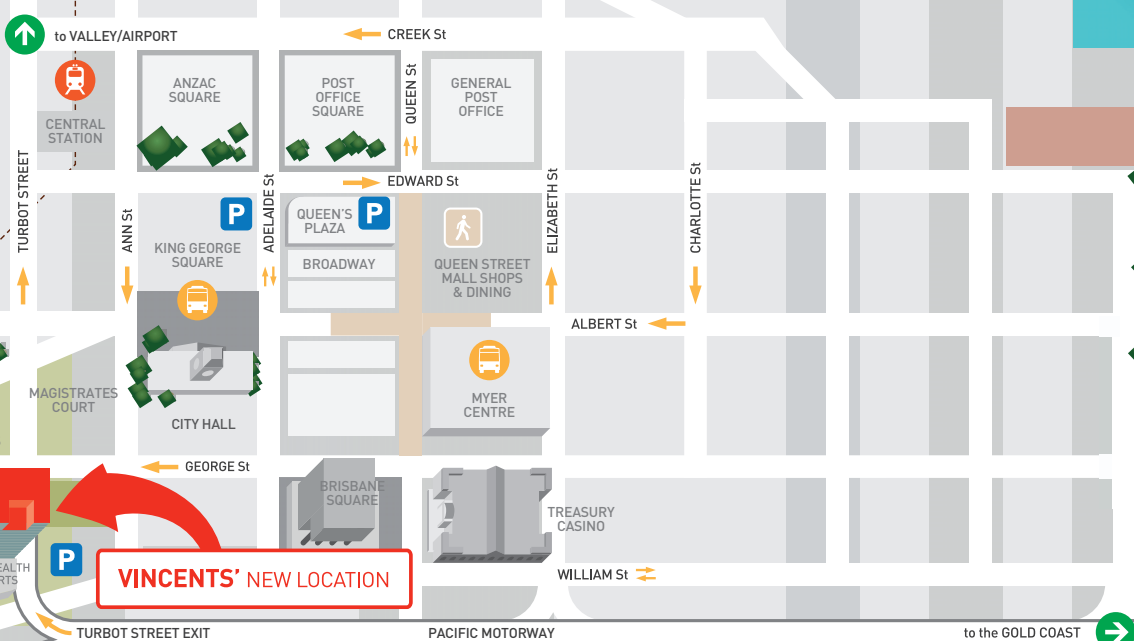 to VALLEY/AIRPORT
CREEK St
ANZAC
SQUARE
POST
OFFICE
SQUARE
QUEEN St
GENERAL
POST
OFFICE
CENTRAL
STATION
TURBOT STREET
ANN St
ADELAIDE St
EDWARD St
ELIZABETH St
CHARLOTTE St
P
QUEEN'S
PLAZA
P
KING GEORGE
SQUARE
BROADWAY
QUEEN STREET
MALL SHOPS
& DINING
ALBERT St
MAGISTRATES
COURT
CITY HALL
MYER
CENTRE
GEORGE St
BRISBANE
SQUARE
TREASURY
CASINO
P
EALTH
RTS
VINCENTS' NEW LOCATION
WILLIAM St
TURBOT STREET EXIT
PACIFIC MOTORWAY
to the GOLD COAST